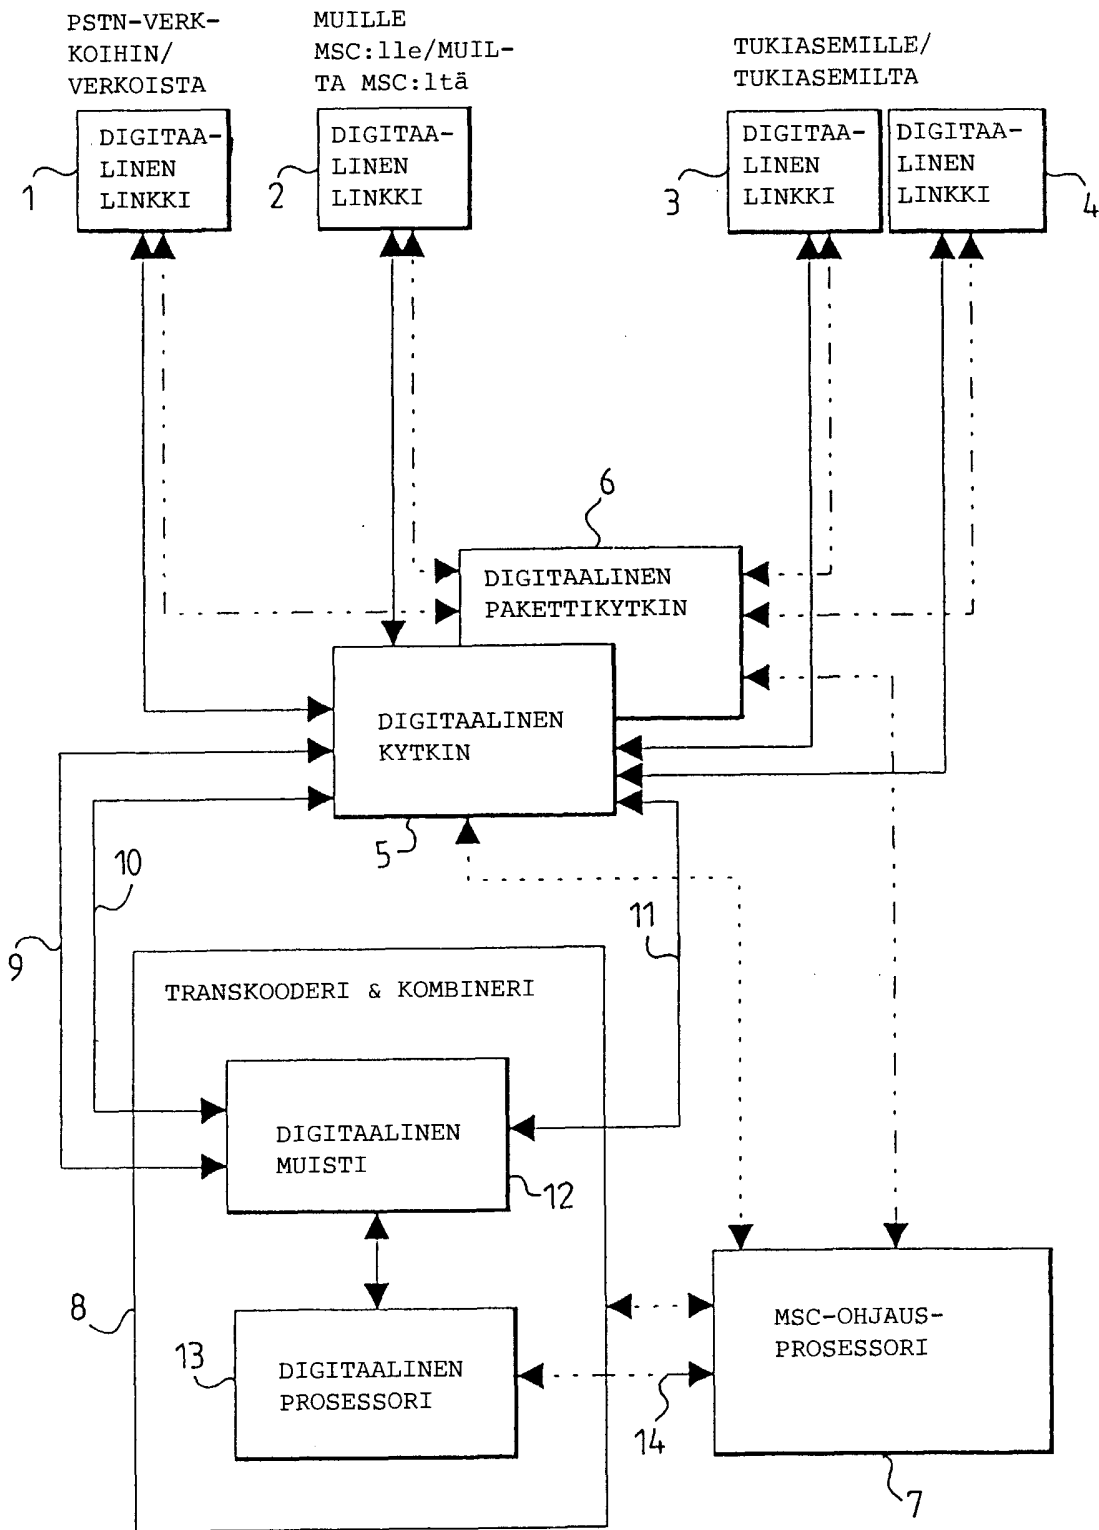 PSTN-VERK-
KOIHIN/
VERKOISTA
MUILLE
MSC:lle/MUIL-
TA MSC:ltä
TUKIASEMILLE/
TUKIASEMILTA
DIGITAA-
LINEN
LINKKI
1
DIGITAA-
LINEN
LINKKI
2
DIGITAA-
LINEN
LINKKI
3
DIGITAA-
LINEN
LINKKI
4
6
DIGITAALINEN
PAKETTIKYTKIN
DIGITAALINEN
KYTKIN
5
10
9
11
TRANSKOODERI & KOMBINERI
DIGITAALINEN
MUISTI
12
8
13
DIGITAALINEN
PROSESSORI
14
MSC-OHJAUS-
PROSESSORI
7